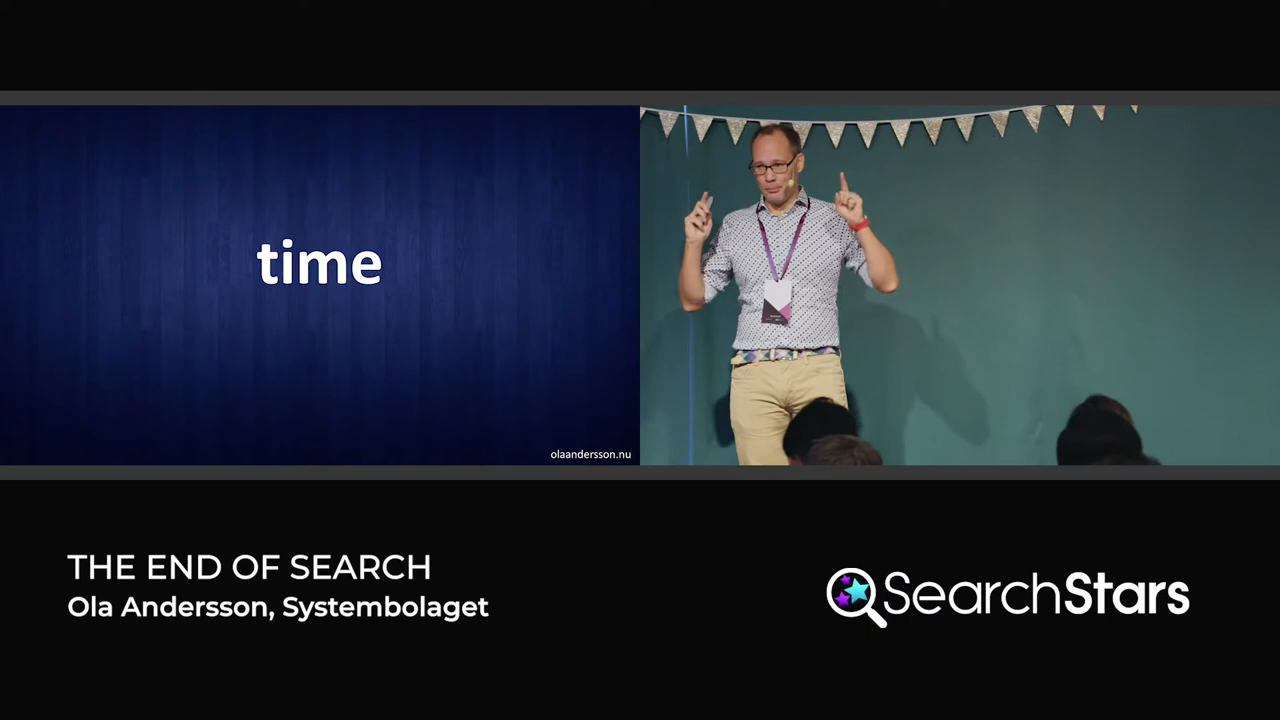 time
olaandersson.nu
THE END OF SEARCH
Ola Andersson, Systembolaget
SearchStars